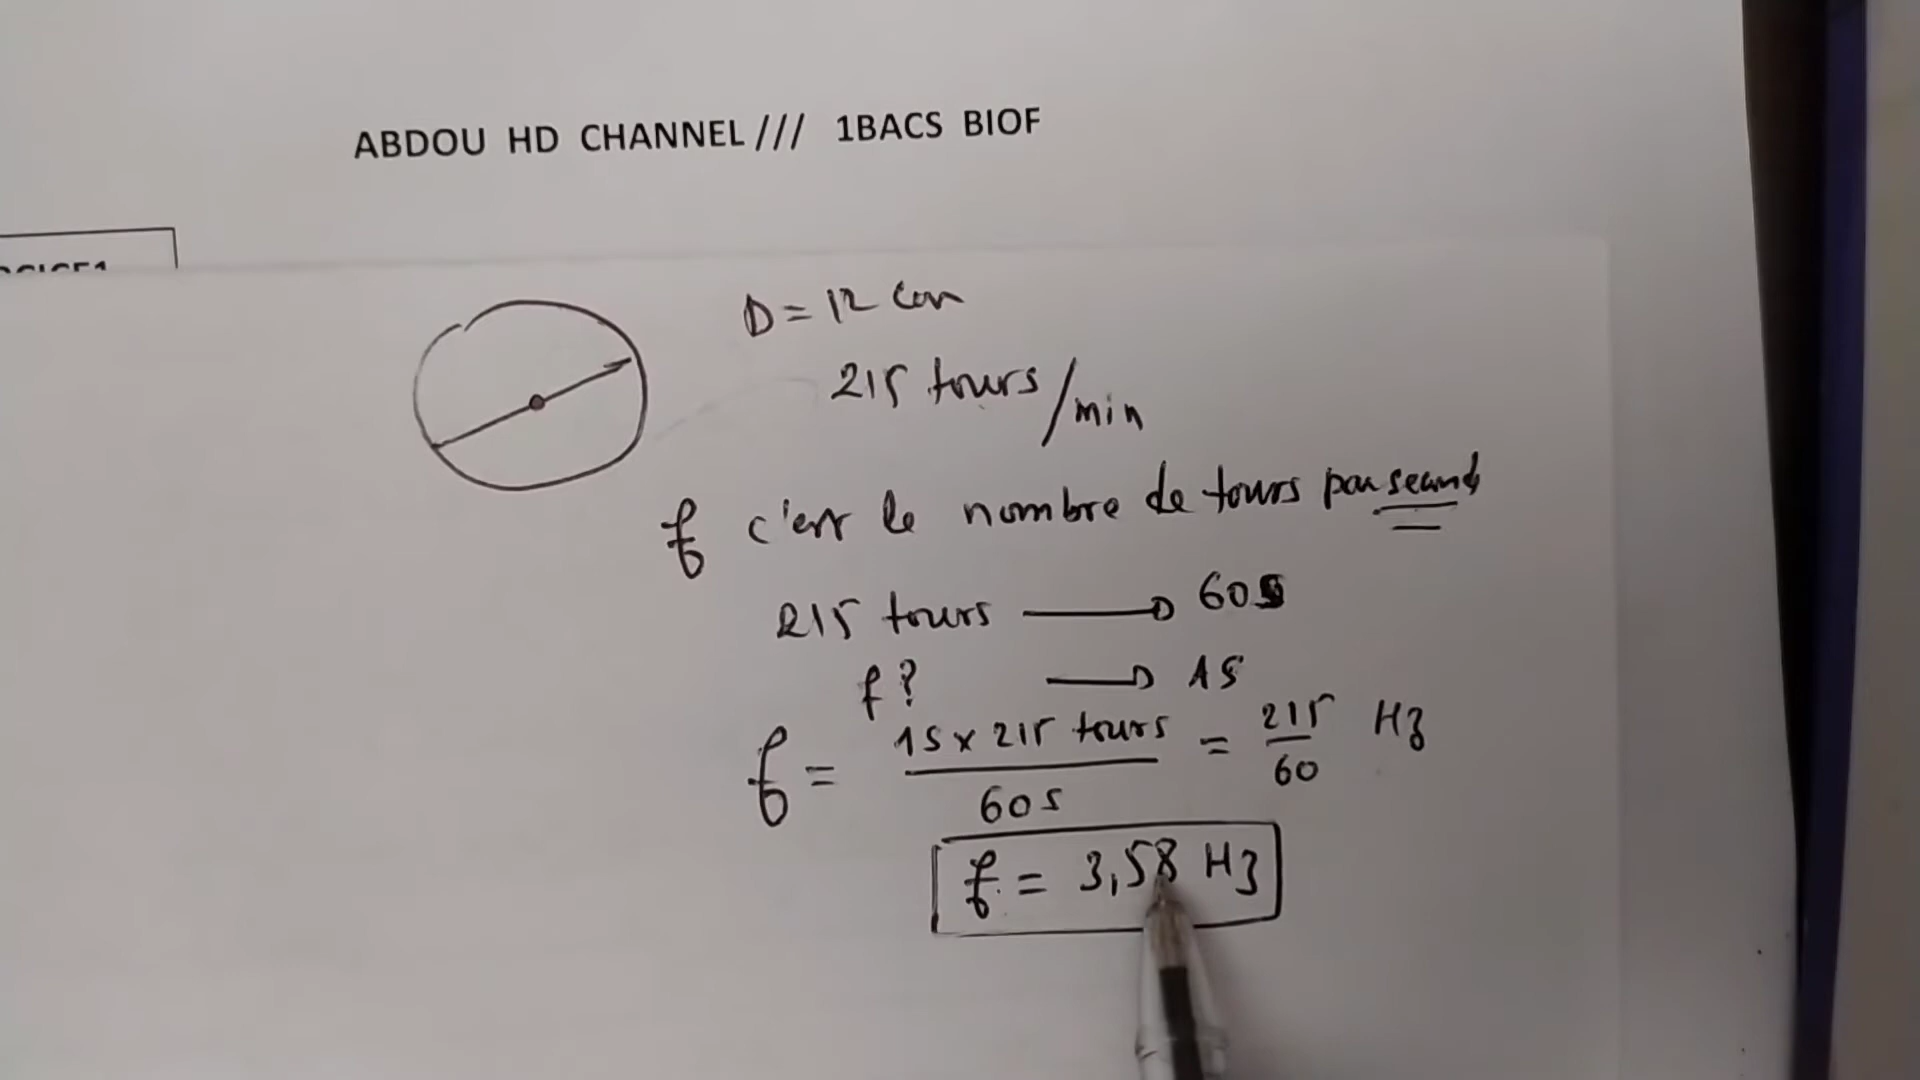 ABDOU HD CHANNEL /// 1BACS BIOF
D = 12 cm
215 tours/min
f c'est le nombre de tours par seconde
215 tours → 60s
f? → 1s
f = 1s x 215 tours / 60s = 215 / 60 Hz
f = 3,58 Hz